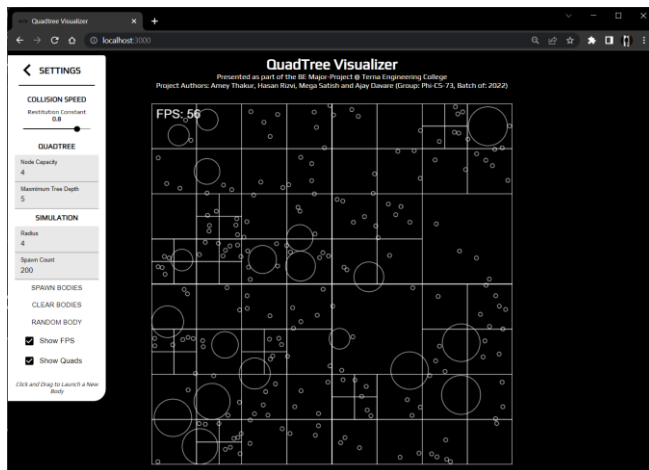 Quadtree Visualizer
localhost:3000
SETTINGS
COLLISION SPEED
Restitution Constant
0.8
QUADTREE
Node Capacity
4
Maxmimum Tree Depth
5
SIMULATION
Radius
4
Spawn Count
200
SPAWN BODIES
CLEAR BODIES
RANDOM BODY
Show FPS
Show Quads
Click and Drag to Launch a New
Body
QuadTree Visualizer
Presented as part of the BE Major-Project @ Terna Engineering College
Project Authors: Amey Thakur, Hasan Rizvi, Mega Satish and Ajay Davare (Group: Phi-CS-73, Batch of: 2022)
FPS: 56